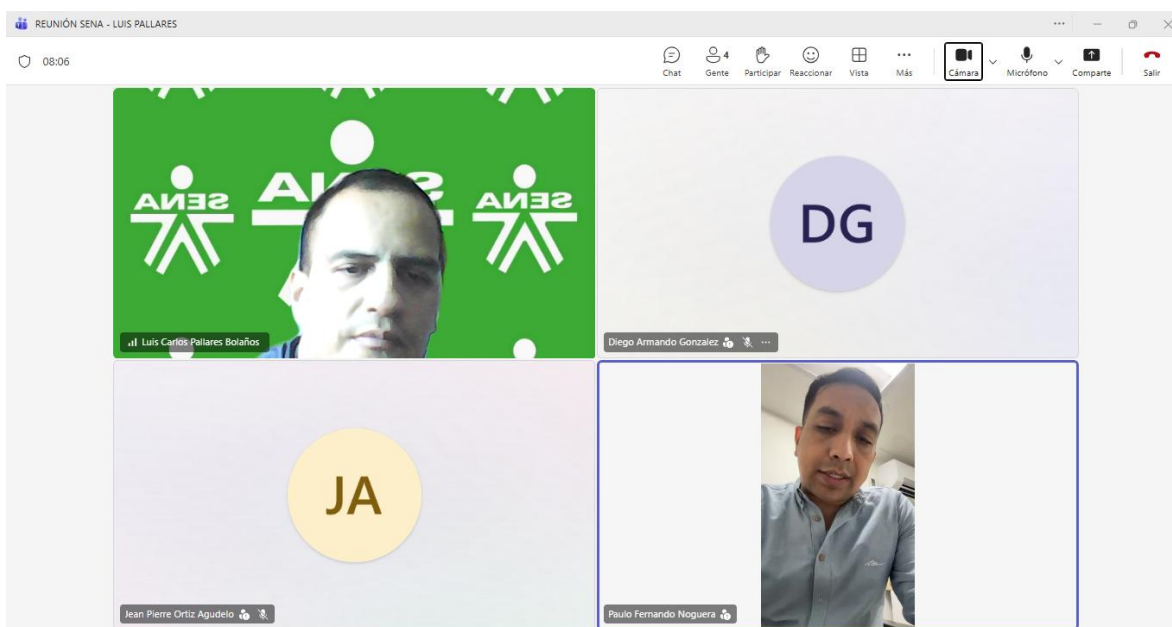 REUNIÓN SENA - LUIS PALLARES
08:06
4
Chat Gente Participar Reaccionar Vista Más Cámara Micrófono Comparte Salir
SENA SENA SENA
Luis Carlos Pallares Bolaños
DG
Diego Armando Gonzalez
JA
Jean Pierre Ortiz Agudelo
Paulo Fernando Noguera